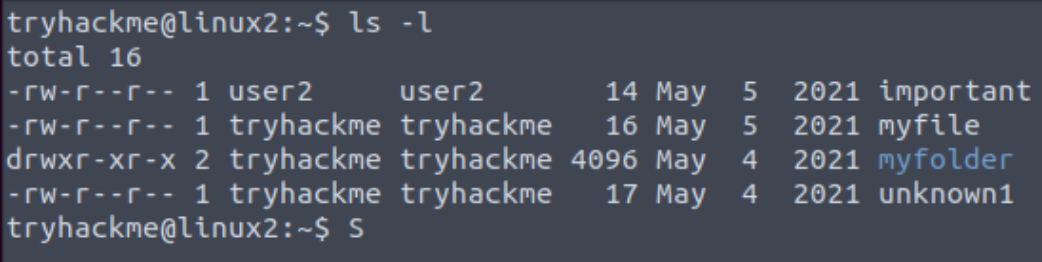 tryhackme@linux2:~$ ls -l
total 16
-rw-r--r-- 1 user2     user2       14 May  5  2021 important
-rw-r--r-- 1 tryhackme tryhackme   16 May  5  2021 myfile
drwxr-xr-x 2 tryhackme tryhackme 4096 May  4  2021 myfolder
-rw-r--r-- 1 tryhackme tryhackme   17 May  4  2021 unknown1
tryhackme@linux2:~$ S